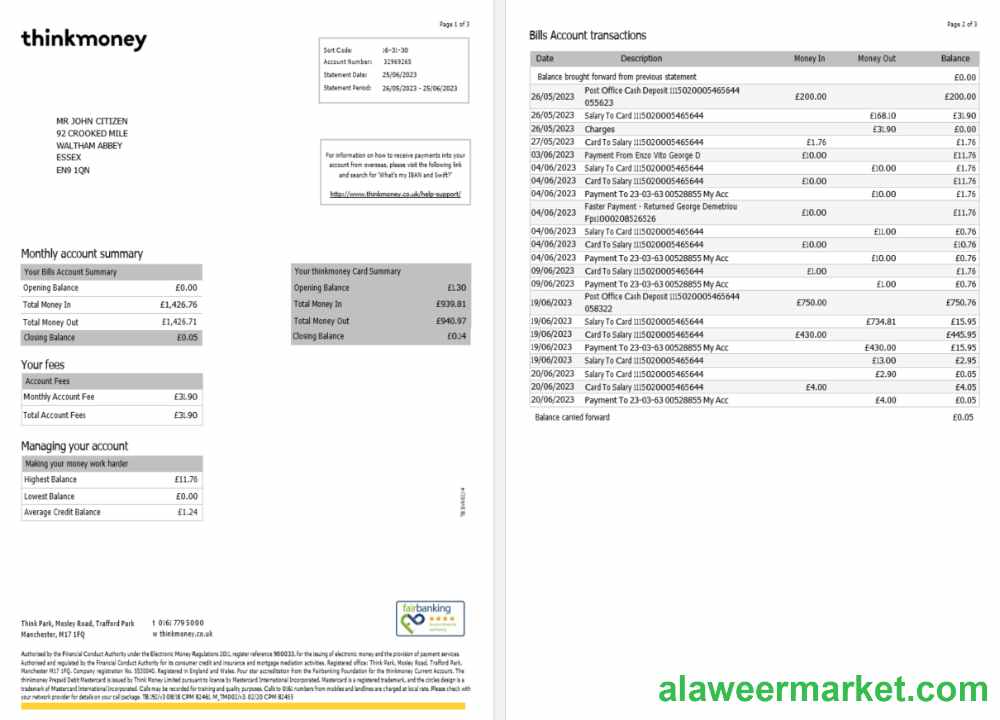 thinkmoney
Page 1 of 3
Sort Code: 16-31-30
Account Number: 32969265
Statement Date: 25/06/2023
Statement Period: 26/05/2023 - 25/06/2023
MR JOHN CITIZEN
92 CROOKED MILE
WALTHAM ABBEY
ESSEX
EN9 1QN
For information on how to receive payments into your
account from overseas, please visit the following link
and search for "What's my IBAN and Swift?"
http://www.thinkmoney.co.uk/help-support/
Monthly account summary
Your Bills Account Summary
Opening Balance £0.00
Total Money In £1,426.76
Total Money Out £1,426.71
Closing Balance £0.05
Your thinkmoney Card Summary
Opening Balance £1.30
Total Money In £939.81
Total Money Out £940.97
Closing Balance £0.14
Your fees
Account Fees
Monthly Account Fee £31.90
Total Account Fees £31.90
Managing your account
Making your money work harder
Highest Balance £11.76
Lowest Balance £0.00
Average Credit Balance £1.24
fairbanking
Think Park, Mosley Road, Trafford Park t 0161 779 5000
Manchester, M17 1FQ w thinkmoney.co.uk
Authorised by the Financial Conduct Authority under the Electronic Money Regulations 2011, register reference 900033, for the issuing of electronic money and the provision of payment services.
Authorised and regulated by the Financial Conduct Authority for its consumer credit and insurance and mortgage mediation activities. Registered office: Think Park, Mosley Road, Trafford Park,
Manchester M17 1FQ. Company registration No. Registered in England and Wales. Four star accreditation from the Fairbanking Foundation for the thinkmoney Current Account. The
thinkmoney Prepaid Debit Mastercard is issued by Think Money Limited pursuant to licence by Mastercard International Incorporated. Mastercard is a registered trademark, and the circles design is a
trademark of Mastercard International Incorporated. Calls may be recorded for training and quality purposes. Calls to 0161 numbers from mobiles and landlines are charged at local rate. Please check with
your network provider for details on your call package.
Page 2 of 3
Bills Account transactions
Date Description Money In Money Out Balance
Balance brought forward from previous statement £0.00
26/05/2023 Post Office Cash Deposit 1115020005465644 £200.00 £200.00
055623
26/05/2023 Salary To Card 1115020005465644 £168.10 £31.90
26/05/2023 Charges £31.90 £0.00
27/05/2023 Card To Salary 1115020005465644 £1.76 £1.76
03/06/2023 Payment From Enzo Vito George D £10.00 £11.76
04/06/2023 Salary To Card 1115020005465644 £10.00 £1.76
04/06/2023 Card To Salary 1115020005465644 £10.00 £11.76
04/06/2023 Payment To 23-03-63 00528855 My Acc £10.00 £1.76
04/06/2023 Faster Payment - Returned George Demetriou £10.00 £11.76
Fps1000208526526
04/06/2023 Salary To Card 1115020005465644 £11.00 £0.76
04/06/2023 Card To Salary 1115020005465644 £10.00 £10.76
04/06/2023 Payment To 23-03-63 00528855 My Acc £10.00 £0.76
09/06/2023 Card To Salary 1115020005465644 £1.00 £1.76
09/06/2023 Payment To 23-03-63 00528855 My Acc £1.00 £0.76
19/06/2023 Post Office Cash Deposit 1115020005465644 £750.00 £750.76
058322
19/06/2023 Salary To Card 1115020005465644 £734.81 £15.95
19/06/2023 Card To Salary 1115020005465644 £430.00 £445.95
19/06/2023 Payment To 23-03-63 00528855 My Acc £430.00 £15.95
19/06/2023 Salary To Card 1115020005465644 £13.00 £2.95
20/06/2023 Salary To Card 1115020005465644 £2.90 £0.05
20/06/2023 Card To Salary 1115020005465644 £4.00 £4.05
20/06/2023 Payment To 23-03-63 00528855 My Acc £4.00 £0.05
Balance carried forward £0.05
alaweermarket.com